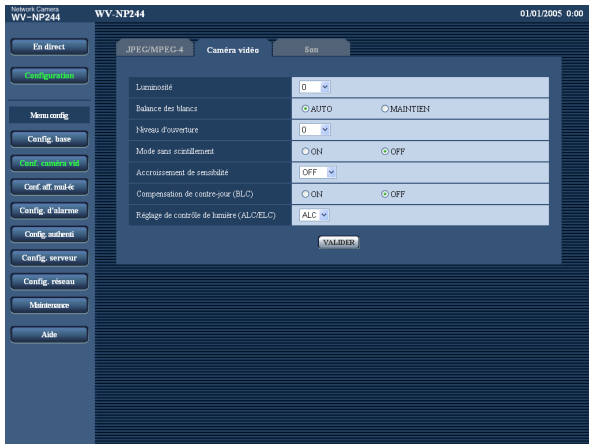 Network Camera
WV-NP244
WV-NP244
01/01/2005 0:00
En direct
Configuration
Menu config
Config. base
Conf. caméra vid
Conf. aff. mul-éc
Config. d'alarme
Config. authenti
Config. serveur
Config. réseau
Maintenance
Aide
JPEG/MPEG-4
Caméra vidéo
Son
Luminosité
0
Balance des blancs
AUTO
MAINTIEN
Niveau d'ouverture
0
Mode sans scintillement
ON
OFF
Accroissement de sensibilité
OFF
Compensation de contre-jour (BLC)
ON
OFF
Réglage de contrôle de lumière (ALC/ELC)
ALC
VALIDER